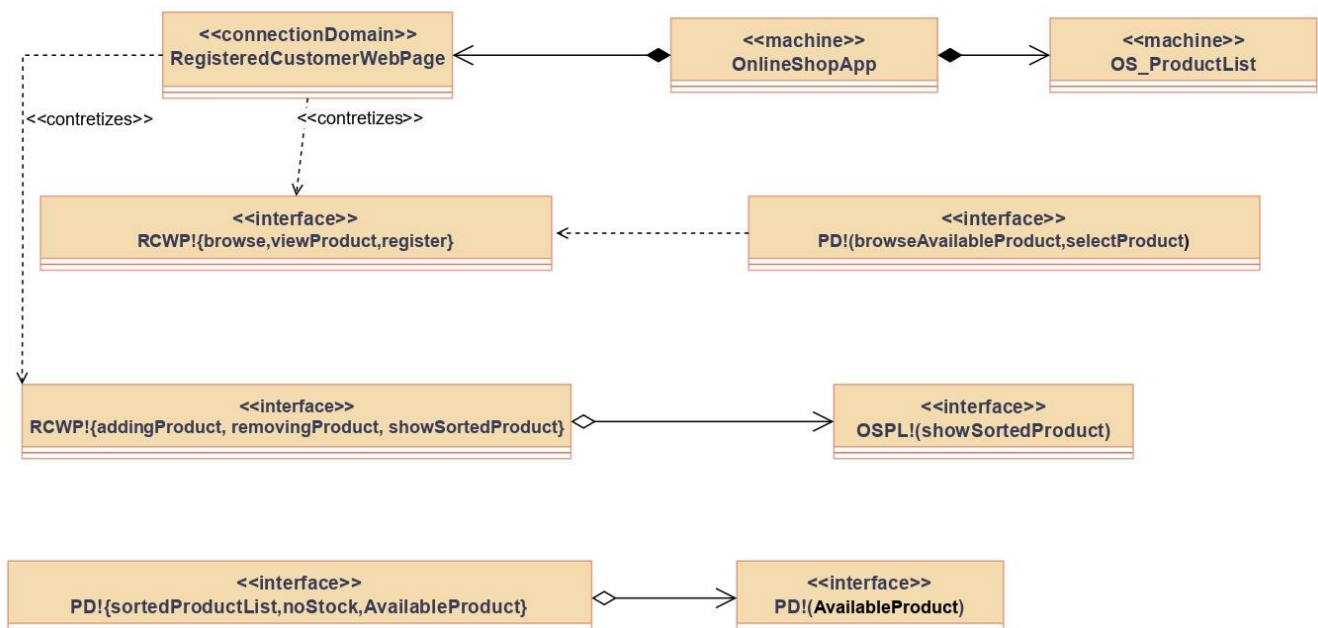 <<connectionDomain>>
RegisteredCustomerWebPage
<<machine>>
OnlineShopApp
<<machine>>
OS_ProductList
<<contretizes>>
<<contretizes>>
<<interface>>
RCWP!{browse,viewProduct,register}
<<interface>>
PD!(browseAvailableProduct,selectProduct)
<<interface>>
RCWP!{addingProduct, removingProduct, showSortedProduct}
<<interface>>
OSPL!(showSortedProduct)
<<interface>>
PD!{sortedProductList,noStock,AvailableProduct}
<<interface>>
PD!(AvailableProduct)